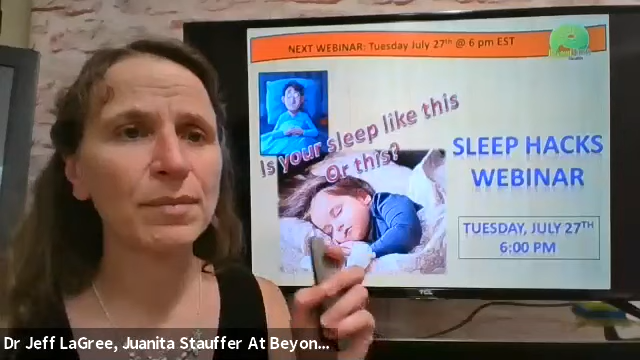 NEXT WEBINAR: Tuesday July 27th @ 6 pm EST
Is your sleep like this
Or this?
SLEEP HACKS
WEBINAR
TUESDAY, JULY 27TH
6:00 PM
TCL
Dr Jeff LaGree, Juanita Stauffer At Beyon...